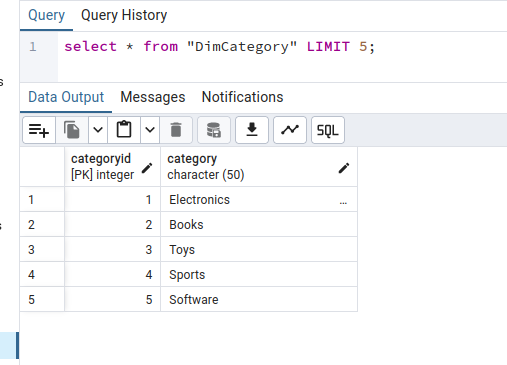 Query Query History
1 select * from "DimCategory" LIMIT 5;
Data Output Messages Notifications
SQL
categoryid category
[PK] integer character (50)
1 1 Electronics ...
2 2 Books
3 3 Toys
4 4 Sports
5 5 Software